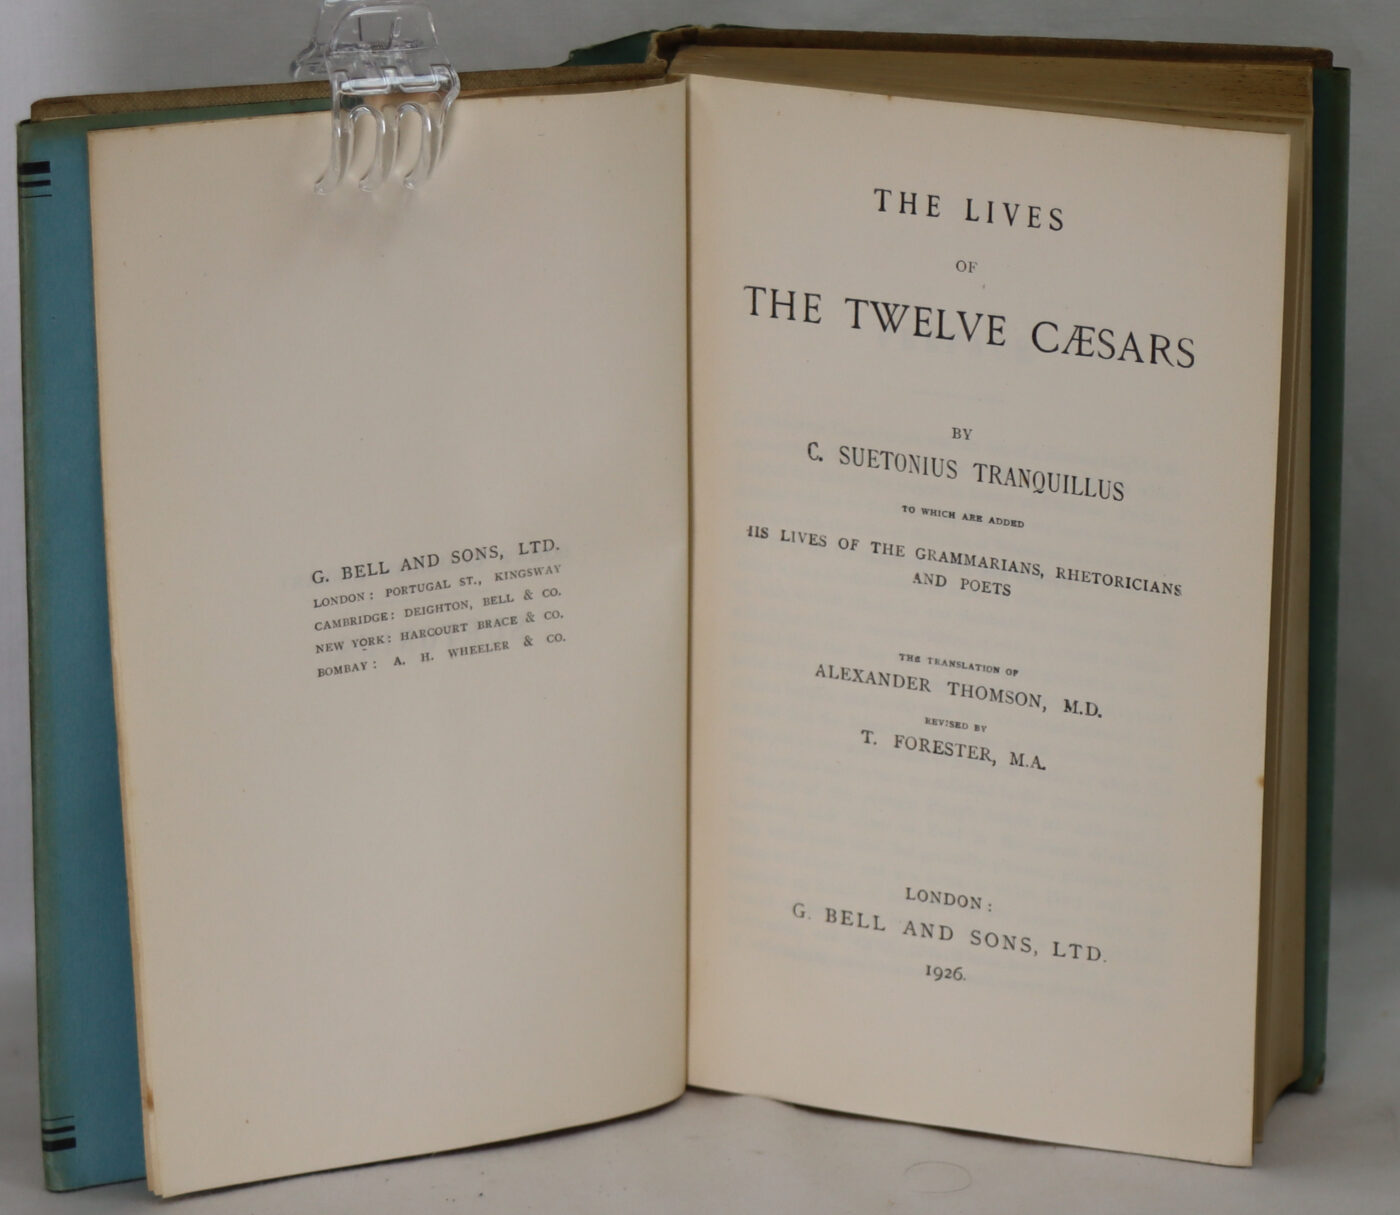 G. BELL AND SONS, LTD.
LONDON: PORTUGAL ST., KINGSWAY
CAMBRIDGE: DEIGHTON, BELL & CO.
NEW YORK: HARCOURT BRACE & CO.
BOMBAY: A. H. WHEELER & CO.
THE LIVES
OF
THE TWELVE CÆSARS
BY
C. SUETONIUS TRANQUILLUS
TO WHICH ARE ADDED
HIS LIVES OF THE GRAMMARIANS, RHETORICIANS
AND POETS
THE TRANSLATION OF
ALEXANDER THOMSON, M.D.
REVISED BY
T. FORESTER, M.A.
LONDON:
G. BELL AND SONS, LTD.
1926.